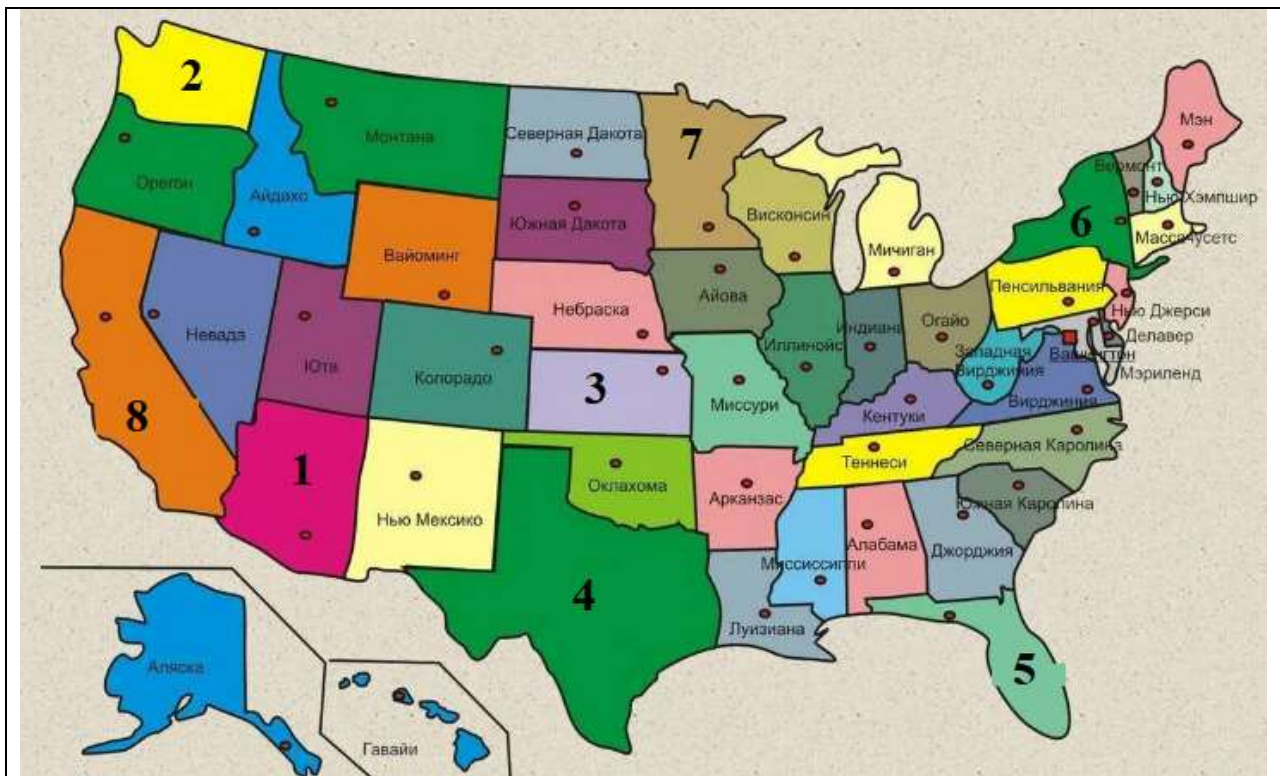 2
Монтана
Северная Дакота
7
Мэн
Вермонт
Орегон
Айдахо
Нью Хэмпшир
Южная Дакота
Висконсин
6
Массачусетс
Вайоминг
Мичиган
Айова
Пенсильвания
Небраска
Нью Джерси
Невада
Индиана
Огайо
Делавер
Юта
Колорадо
3
Иллинойс
Западная
Вирджиния
Вашингтон
Мэриленд
8
Миссури
Кентуки
Вирджиния
1
Оклахома
Теннеси
Северная Каролина
Нью Мексико
Арканзас
Южная Каролина
4
Миссиссиппи
Алабама
Джорджия
Луизиана
5
Аляска
Гавайи